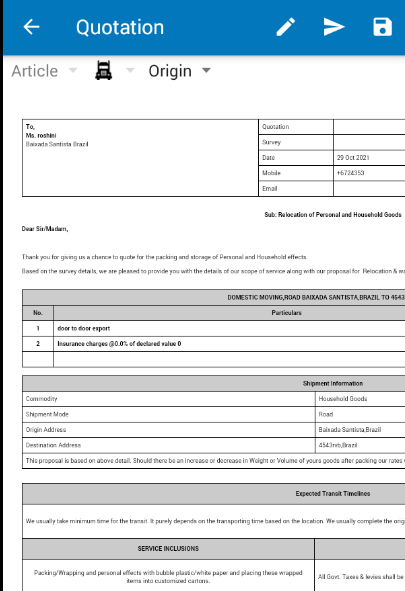 Quotation
Article
Origin
To,
Ms. roshini
Baixada Santista Brazil
Quotation
Survey
Date 29 Oct 2021
Mobile +6724353
Email
Sub: Relocation of Personal and Household Goods
Dear Sir/Madam,
Thank you for giving us a chance to quote for the packing and storage of Personal and Household effects.
Based on the survey details, we are pleased to provide you with the details of our scope of service along with our proposal for Relocation &
DOMESTIC MOVING,ROAD BAIXADA SANTISTA,BRAZIL TO 4543
No. Particulars
1 door to door export
2 Insurance charges @0.0% of declared value 0
Shipment Information
Commodity Household Goods
Shipment Mode Road
Origin Address Baixada Santista,Brazil
Destination Address 4543rvb,Brazil
This proposal is based on above detail. Should there be an increase or decrease in Weight or Volume of yours goods after packing our rates
Expected Transit Timelines
We usually take minimum time for the transit. It purely depends on the transporting time based on the location. We usually complete the
SERVICE INCLUSIONS
Packing/Wrapping and personal effects with bubble plastic/white paper and placing these wrapped
items into customized cartons.
All Govt. Taxes & levies shall be